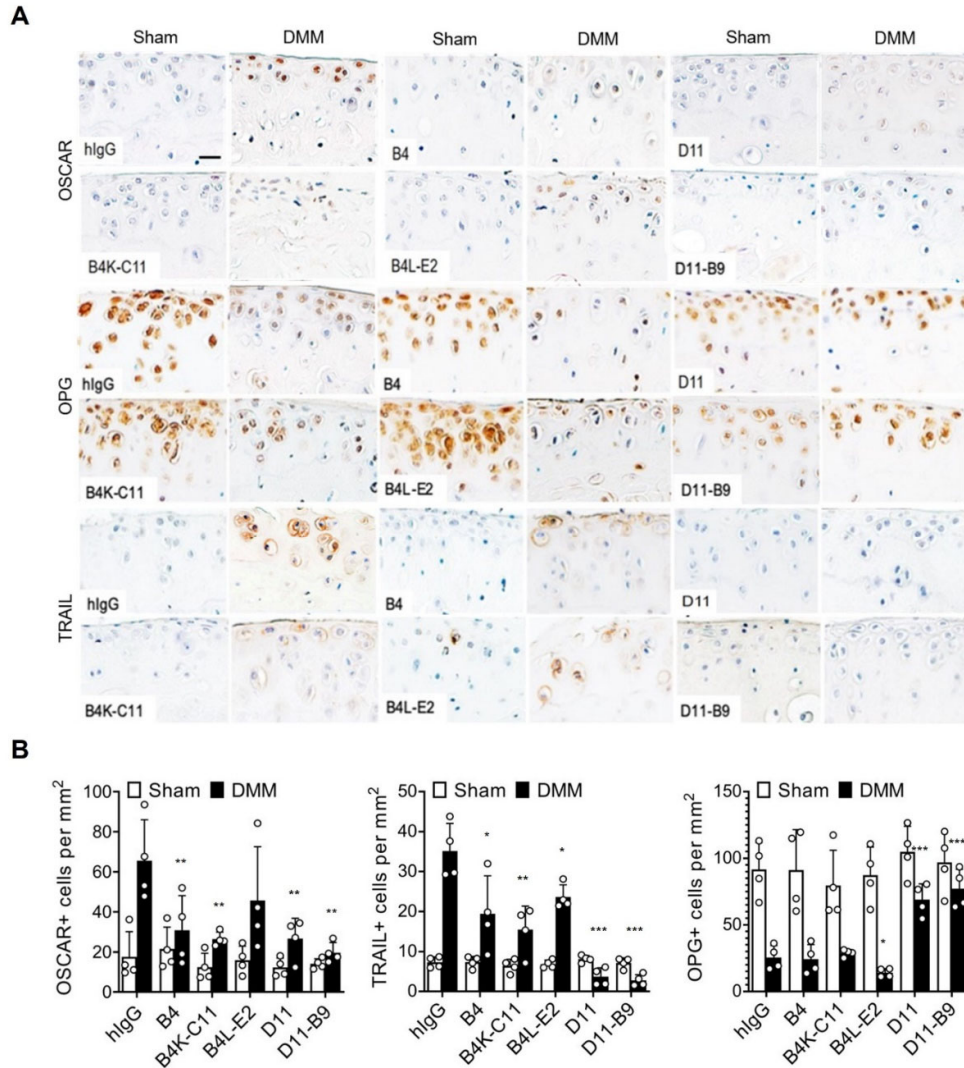 A
Sham DMM Sham DMM Sham DMM
OSCAR
hIgG B4 D11
B4K-C11 B4L-E2 D11-B9
OPG
hIgG B4 D11
B4K-C11 B4L-E2 D11-B9
TRAIL
hIgG B4 D11
B4K-C11 B4L-E2 D11-B9
B
OSCAR+ cells per mm2
Sham DMM
100
80
60
40
20
0
** ** ** **
hIgG B4 B4K-C11 B4L-E2 D11 D11-B9
TRAIL+ cells per mm2
Sham DMM
50
40
30
20
10
0
* ** * *** ***
hIgG B4 B4K-C11 B4L-E2 D11 D11-B9
OPG+ cells per mm2
Sham DMM
150
100
50
0
* *** ***
hIgG B4 B4K-C11 B4L-E2 D11 D11-B9